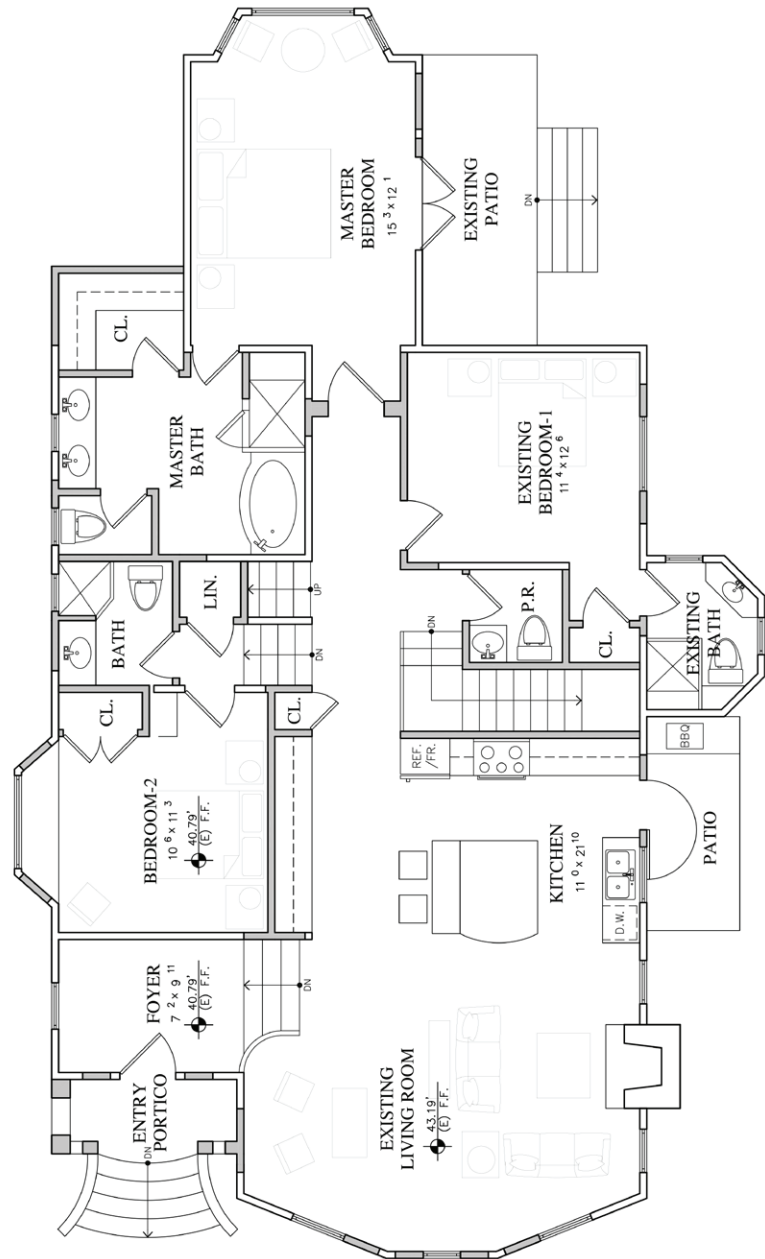 MASTER
BEDROOM
15 3 x 12 1
EXISTING
PATIO
DN
CL.
MASTER
BATH
EXISTING
BEDROOM-1
11 4 x 12 6
LIN.
UP
DN
BATH
P.R.
DN
CL.
EXISTING
BATH
CL.
CL.
BEDROOM-2
10 6 x 11 3
40.79'
(E) F.F.
REF.
/FR.
BBQ
PATIO
KITCHEN
11 0 x 21 10
D.W.
FOYER
7 2 x 9 11
40.79'
(E) F.F.
DN
ENTRY
PORTICO
DN
EXISTING
LIVING ROOM
43.19'
(E) F.F.